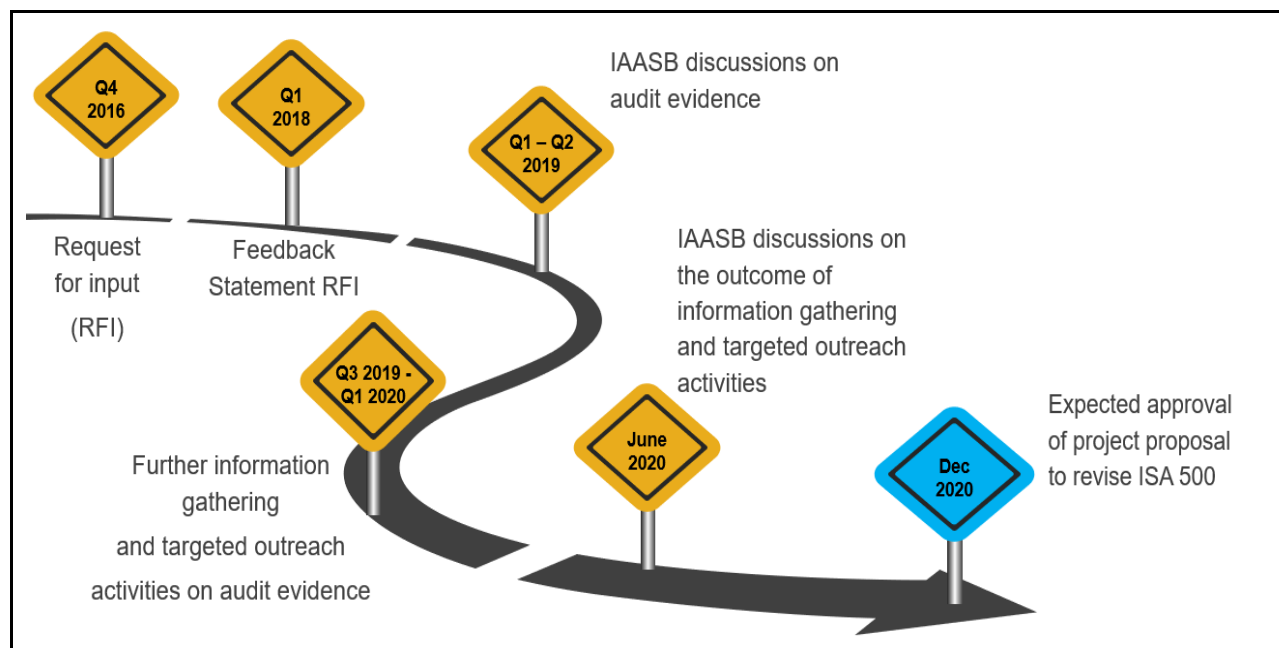 Q4
2016
Request
for input
(RFI)
Q1
2018
Feedback
Statement RFI
Q1 – Q2
2019
IAASB discussions on
audit evidence
Q3 2019 -
Q1 2020
Further information
gathering
and targeted outreach
activities on audit evidence
June
2020
IAASB discussions on
the outcome of
information gathering
and targeted outreach
activities
Dec
2020
Expected approval
of project proposal
to revise ISA 500